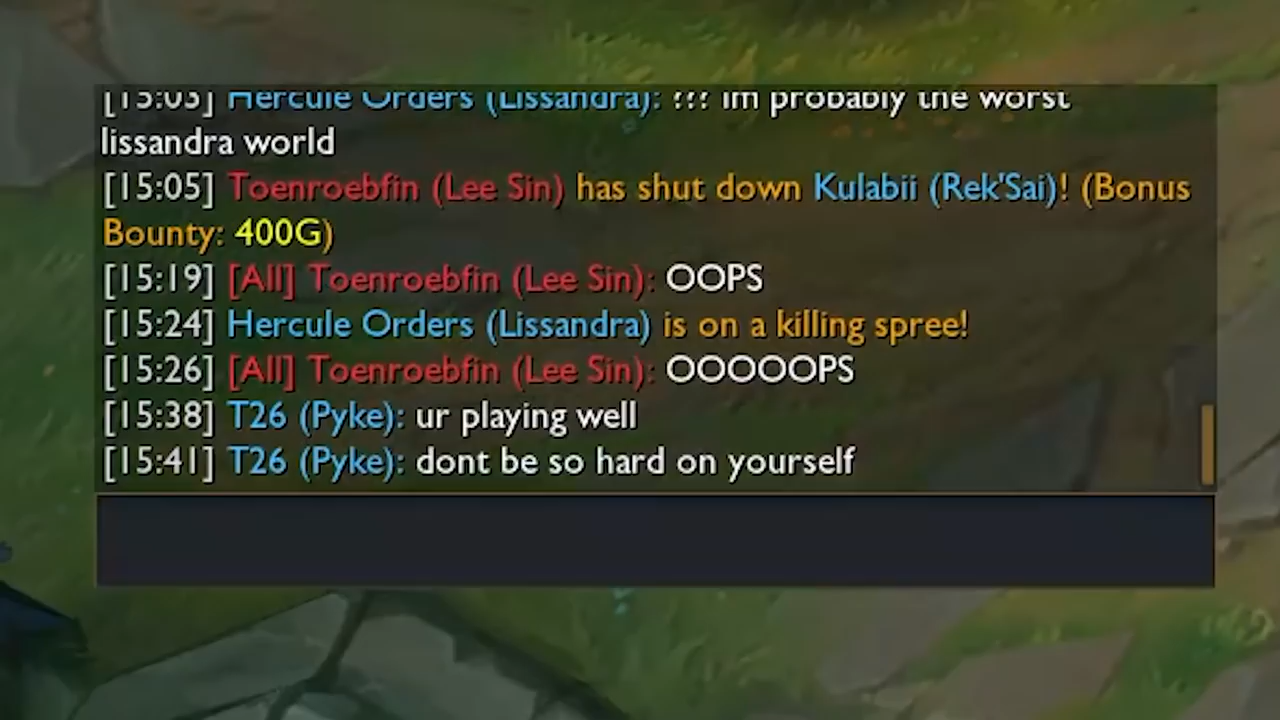 [15:03] Hercule Orders (Lissandra): ??? im probably the worst
lissandra world
[15:05] Toenroebfin (Lee Sin) has shut down Kulabii (Rek'Sai)! (Bonus
Bounty: 400G)
[15:19] [All] Toenroebfin (Lee Sin): OOPS
[15:24] Hercule Orders (Lissandra) is on a killing spree!
[15:26] [All] Toenroebfin (Lee Sin): OOOOOPS
[15:38] T26 (Pyke): ur playing well
[15:41] T26 (Pyke): dont be so hard on yourself